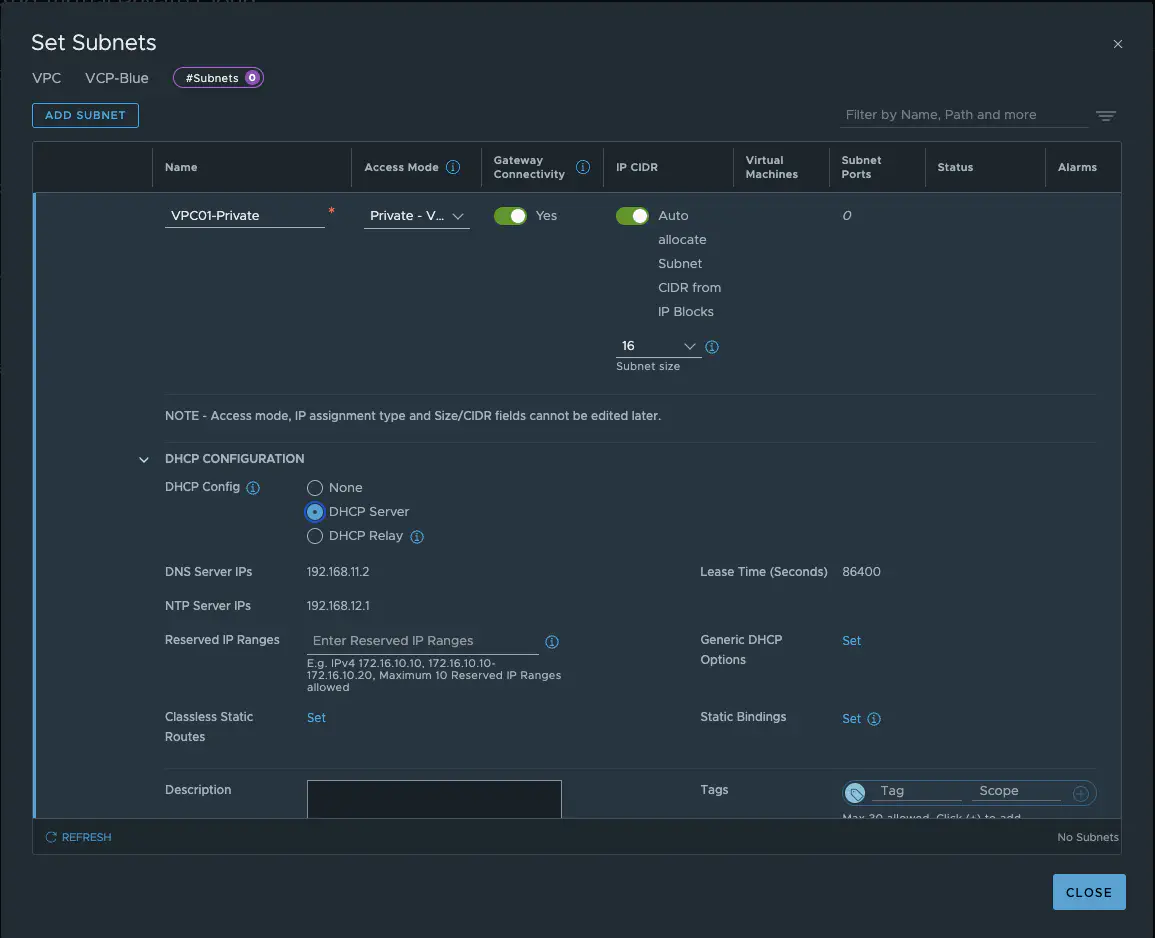 Set Subnets
VPC VCP-Blue #Subnets 0
ADD SUBNET
Filter by Name, Path and more
Name Access Mode Gateway Connectivity IP CIDR Virtual Machines Subnet Ports Status Alarms
VPC01-Private * Private - V... Yes Auto 0
allocate
Subnet
CIDR from
IP Blocks
16
Subnet size
NOTE - Access mode, IP assignment type and Size/CIDR fields cannot be edited later.
DHCP CONFIGURATION
DHCP Config None
DHCP Server
DHCP Relay
DNS Server IPs 192.168.11.2 Lease Time (Seconds) 86400
NTP Server IPs 192.168.12.1
Reserved IP Ranges Enter Reserved IP Ranges Generic DHCP Options Set
E.g. IPv4 172.16.10.10, 172.16.10.10-
172.16.10.20, Maximum 10 Reserved IP Ranges
allowed
Classless Static Routes Set Static Bindings Set
Description Tags Tag Scope
Max 30 allowed. Click (+) to add
REFRESH No Subnets
CLOSE